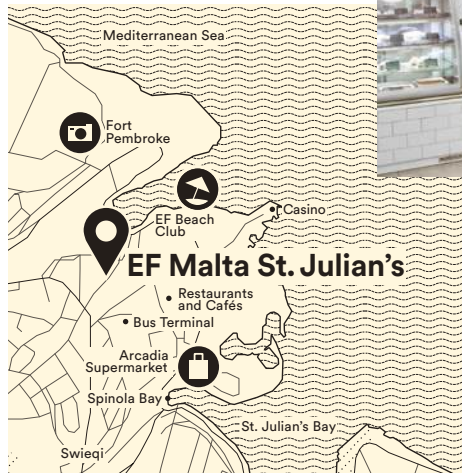 Mediterranean Sea
Fort
Pembroke
EF Beach
Club
Casino
EF Malta St. Julian's
Restaurants
and Cafés
Bus Terminal
Arcadia
Supermarket
Spinola Bay
St. Julian's Bay
Swieqi